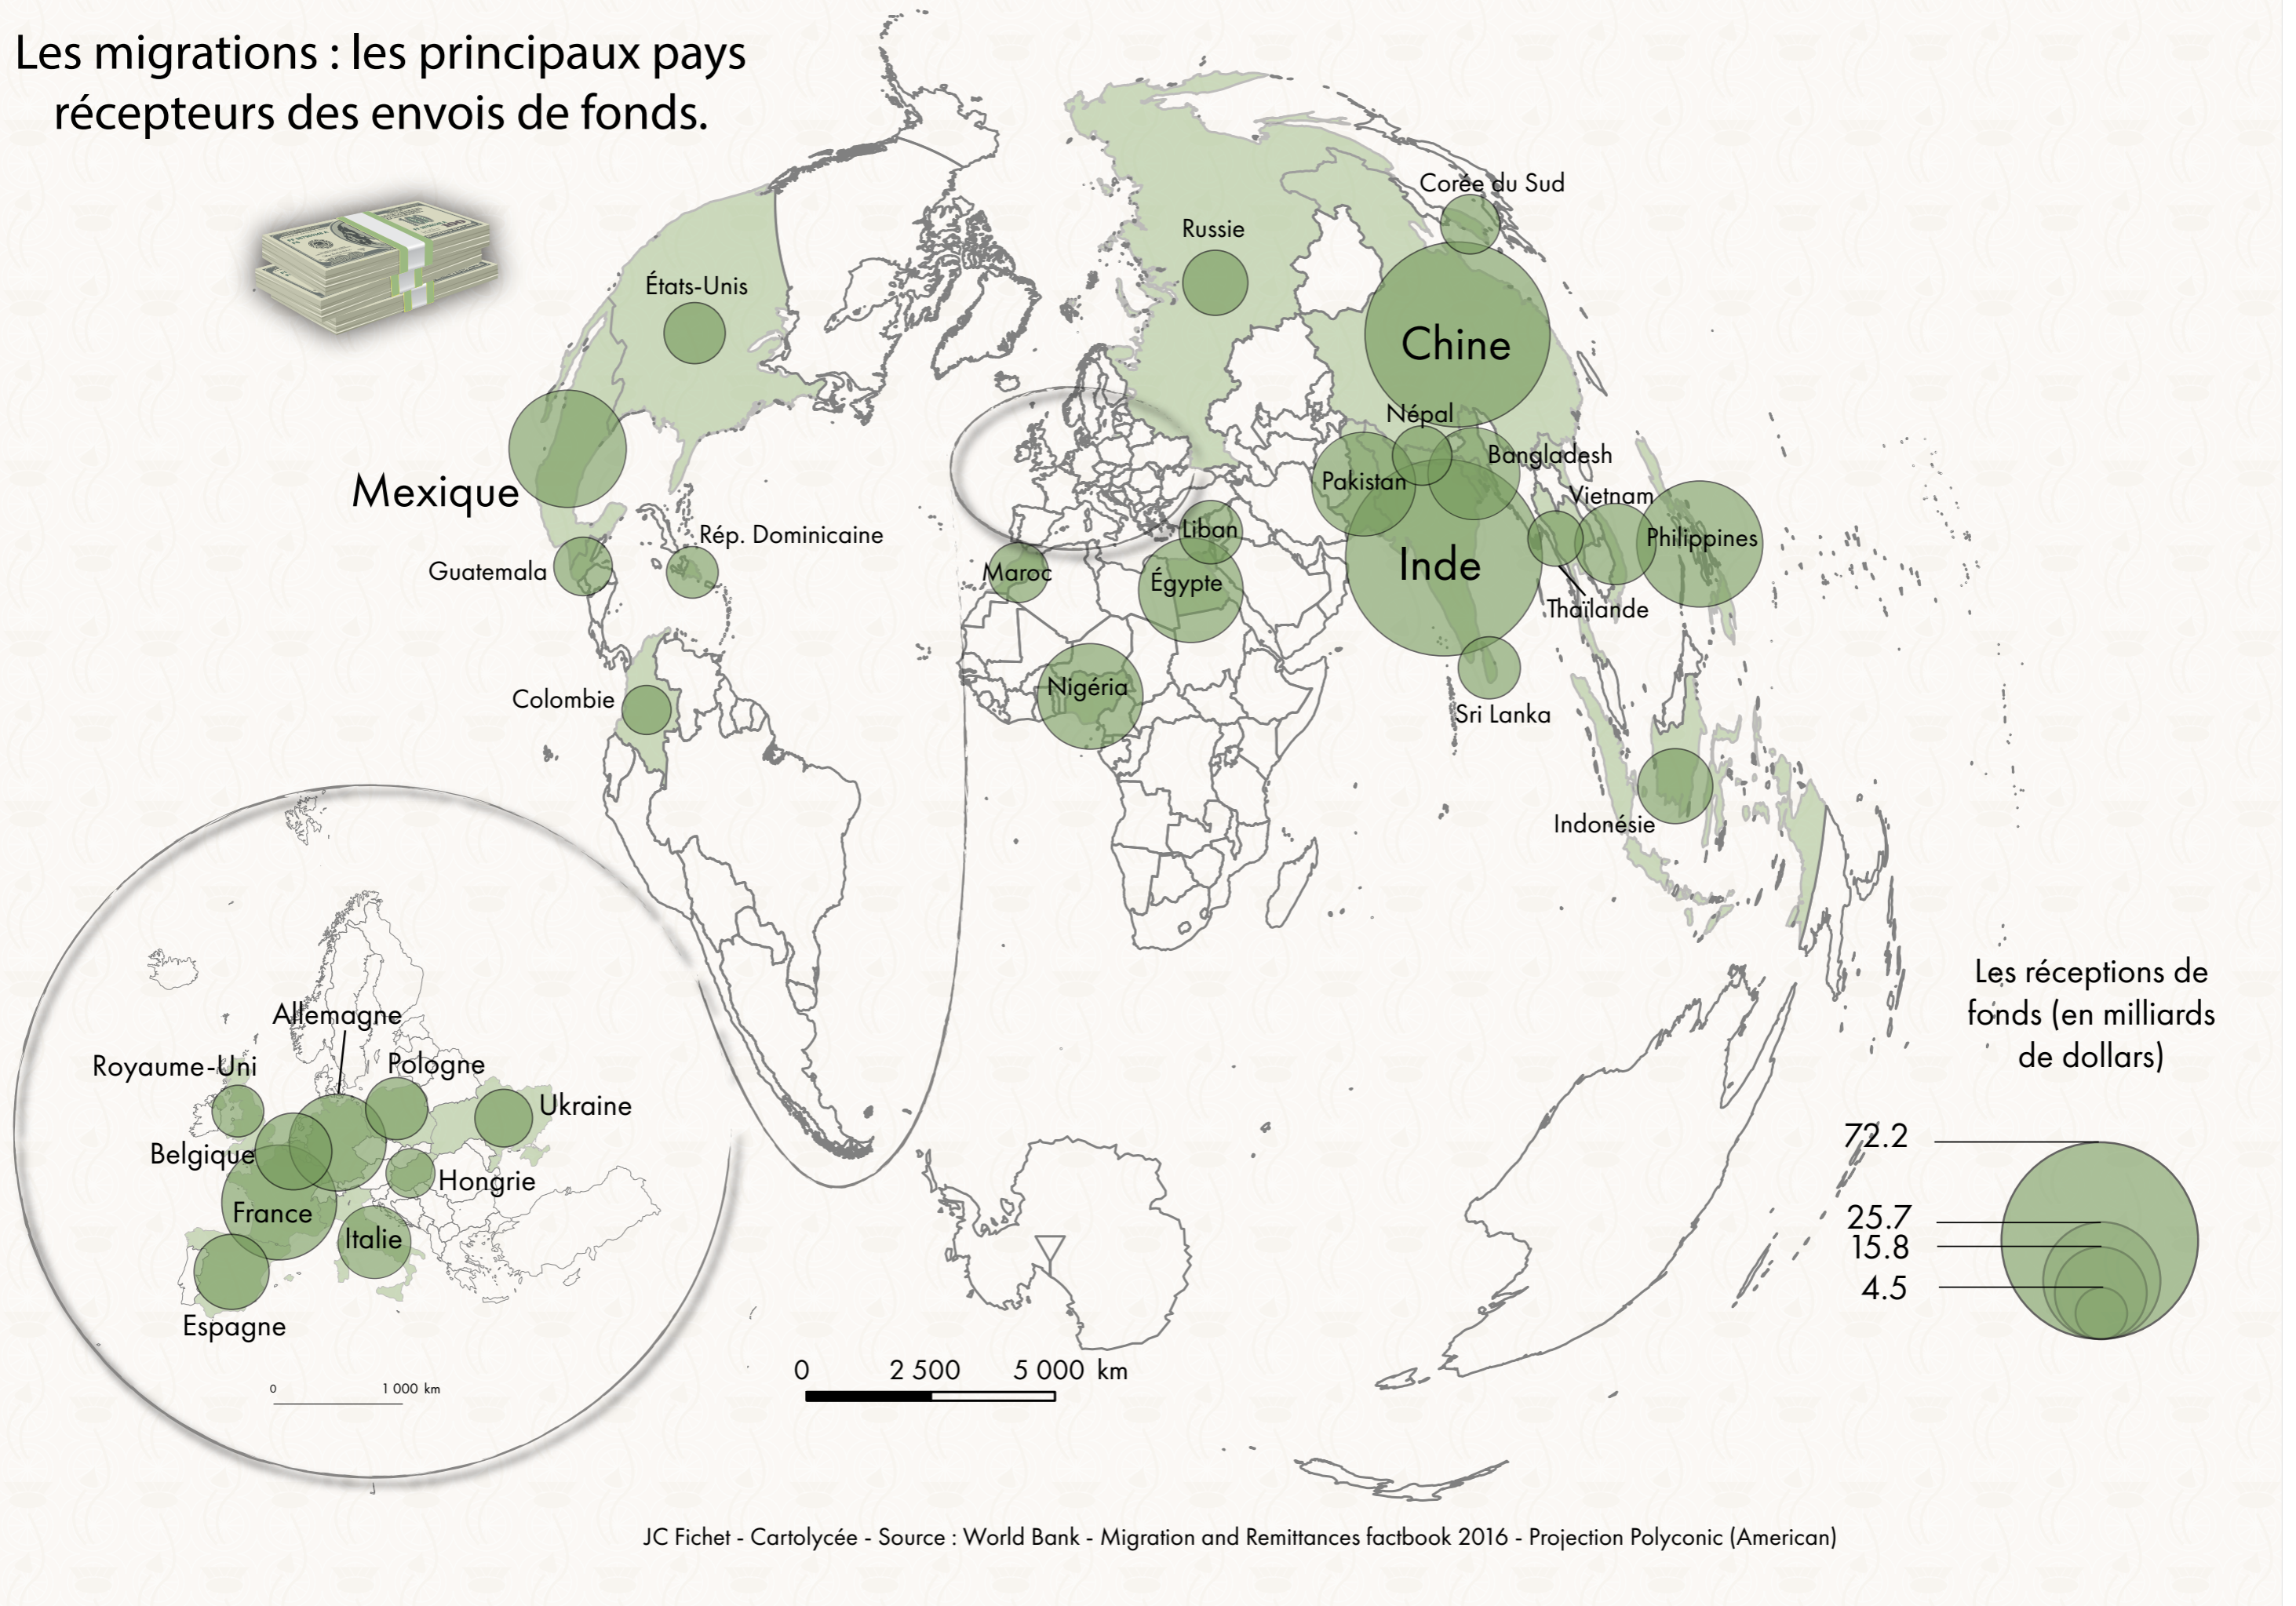 Les migrations : les principaux pays
récepteurs des envois de fonds.
Corée du Sud
Russie
États-Unis
Chine
Népal
Bangladesh
Pakistan
Mexique
Vietnam
Liban
Rép. Dominicaine
Philippines
Guatemala
Maroc
Égypte
Inde
Thaïlande
Nigéria
Colombie
Sri Lanka
Indonésie
Allemagne
Royaume-Uni
Pologne
Ukraine
Belgique
Hongrie
France
Italie
Espagne
0 1 000 km
0 2 500 5 000 km
Les réceptions de
fonds (en milliards
de dollars)
72.2
25.7
15.8
4.5
JC Fichet - Cartolycée - Source : World Bank - Migration and Remittances factbook 2016 - Projection Polyconic (American)